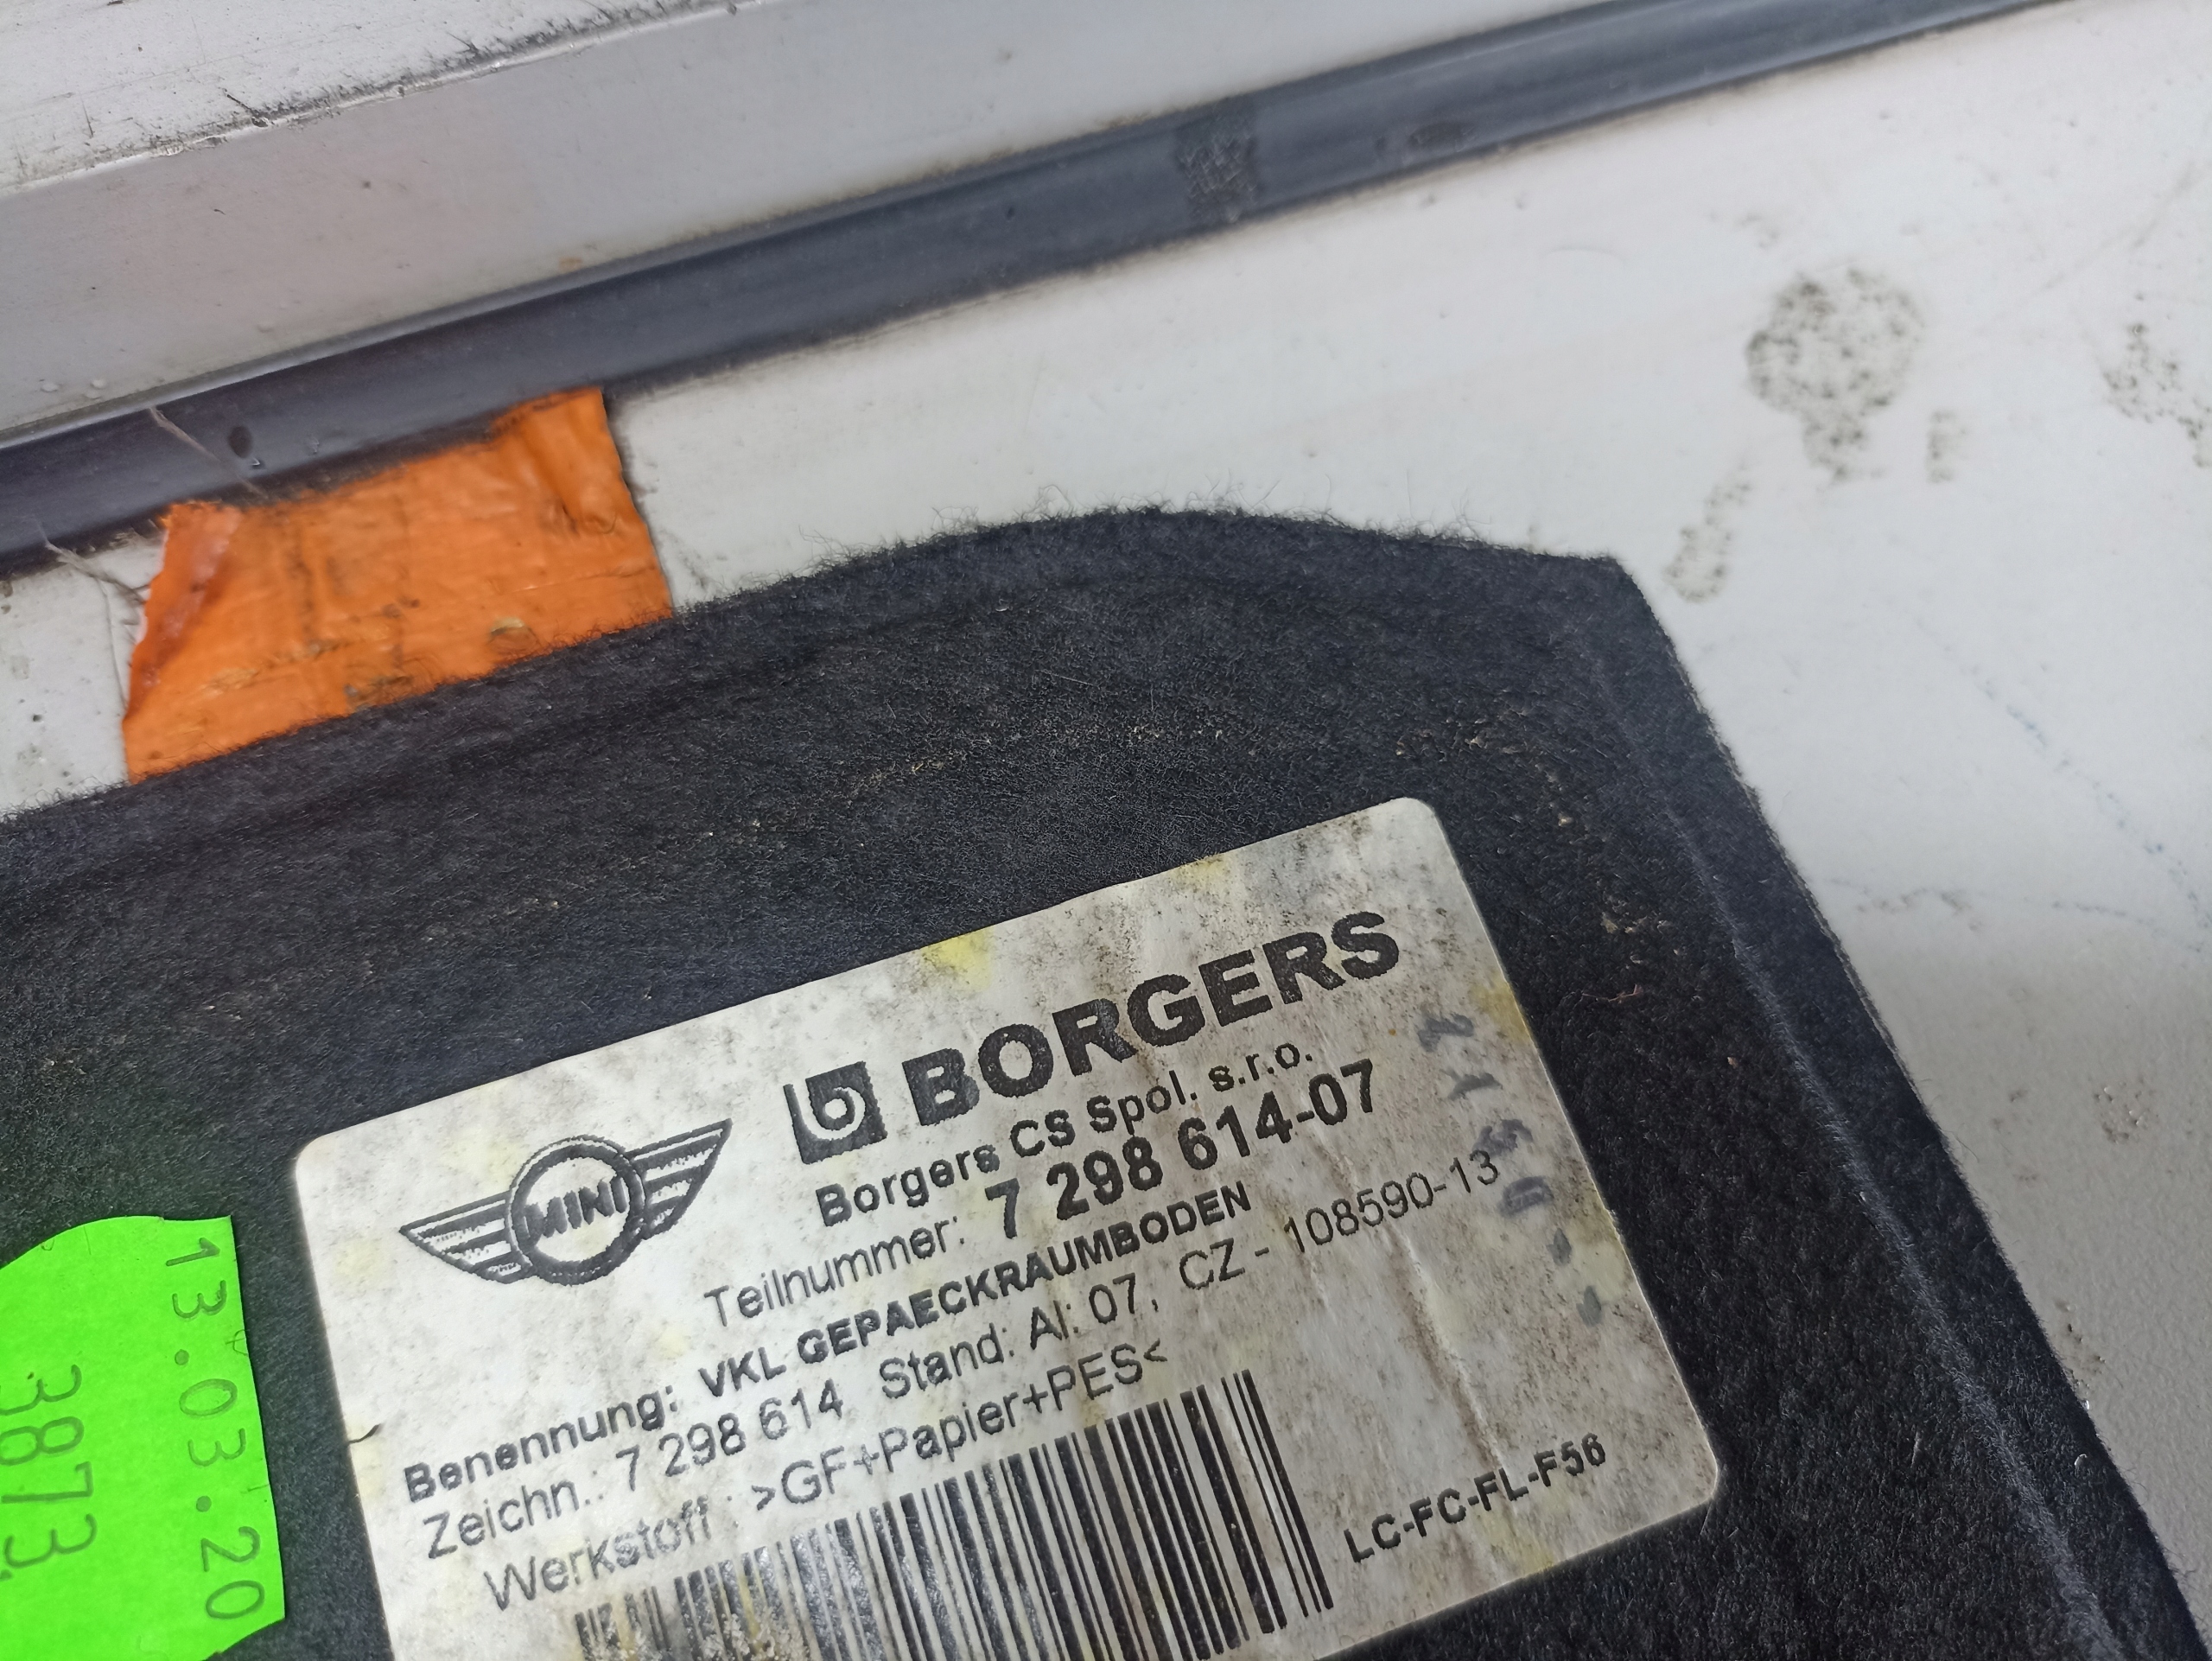 BORGERS
Borgers CS Spol. s.r.o.
MINI
Teilnummer: 7 298 614-07
Benennung: VKL GEPAECKRAUMBODEN
Zeichn.: 7 298 614 Stand: AI: 07, CZ - 108590-13
Werkstoff : >GF+Papier+PES<
LC-FC-FL-F56
13.03.20
3873